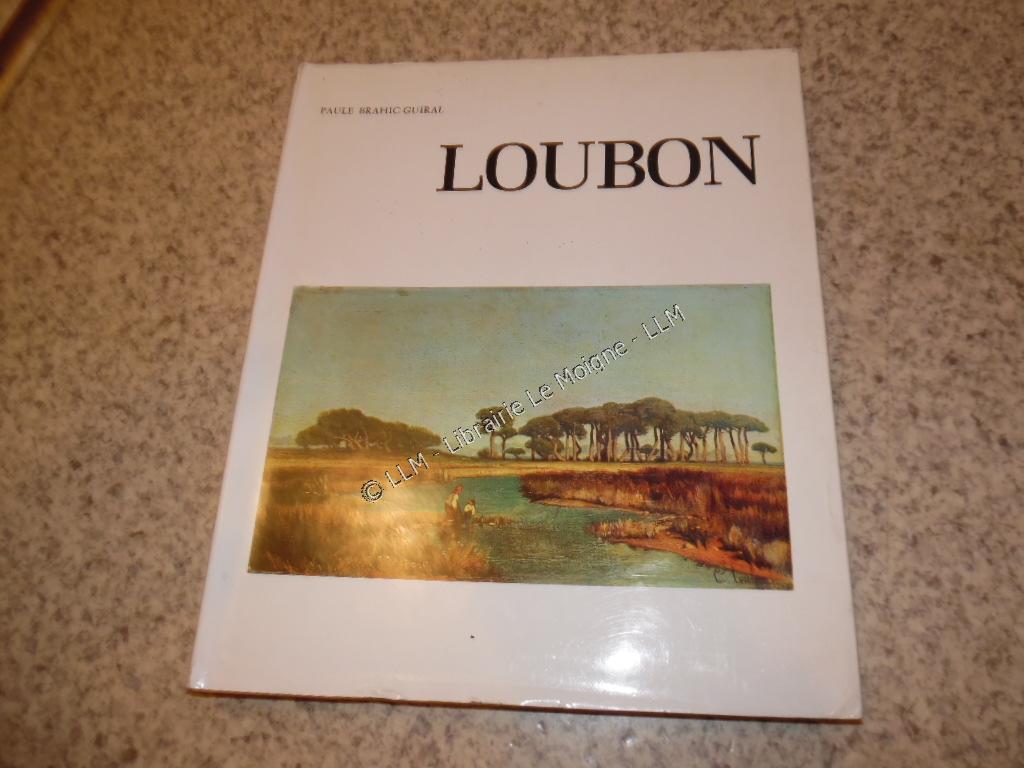 PAULE BRAHIC-GUIRAL
LOUBON
© LLM - Librairie Le Moigne - LLM